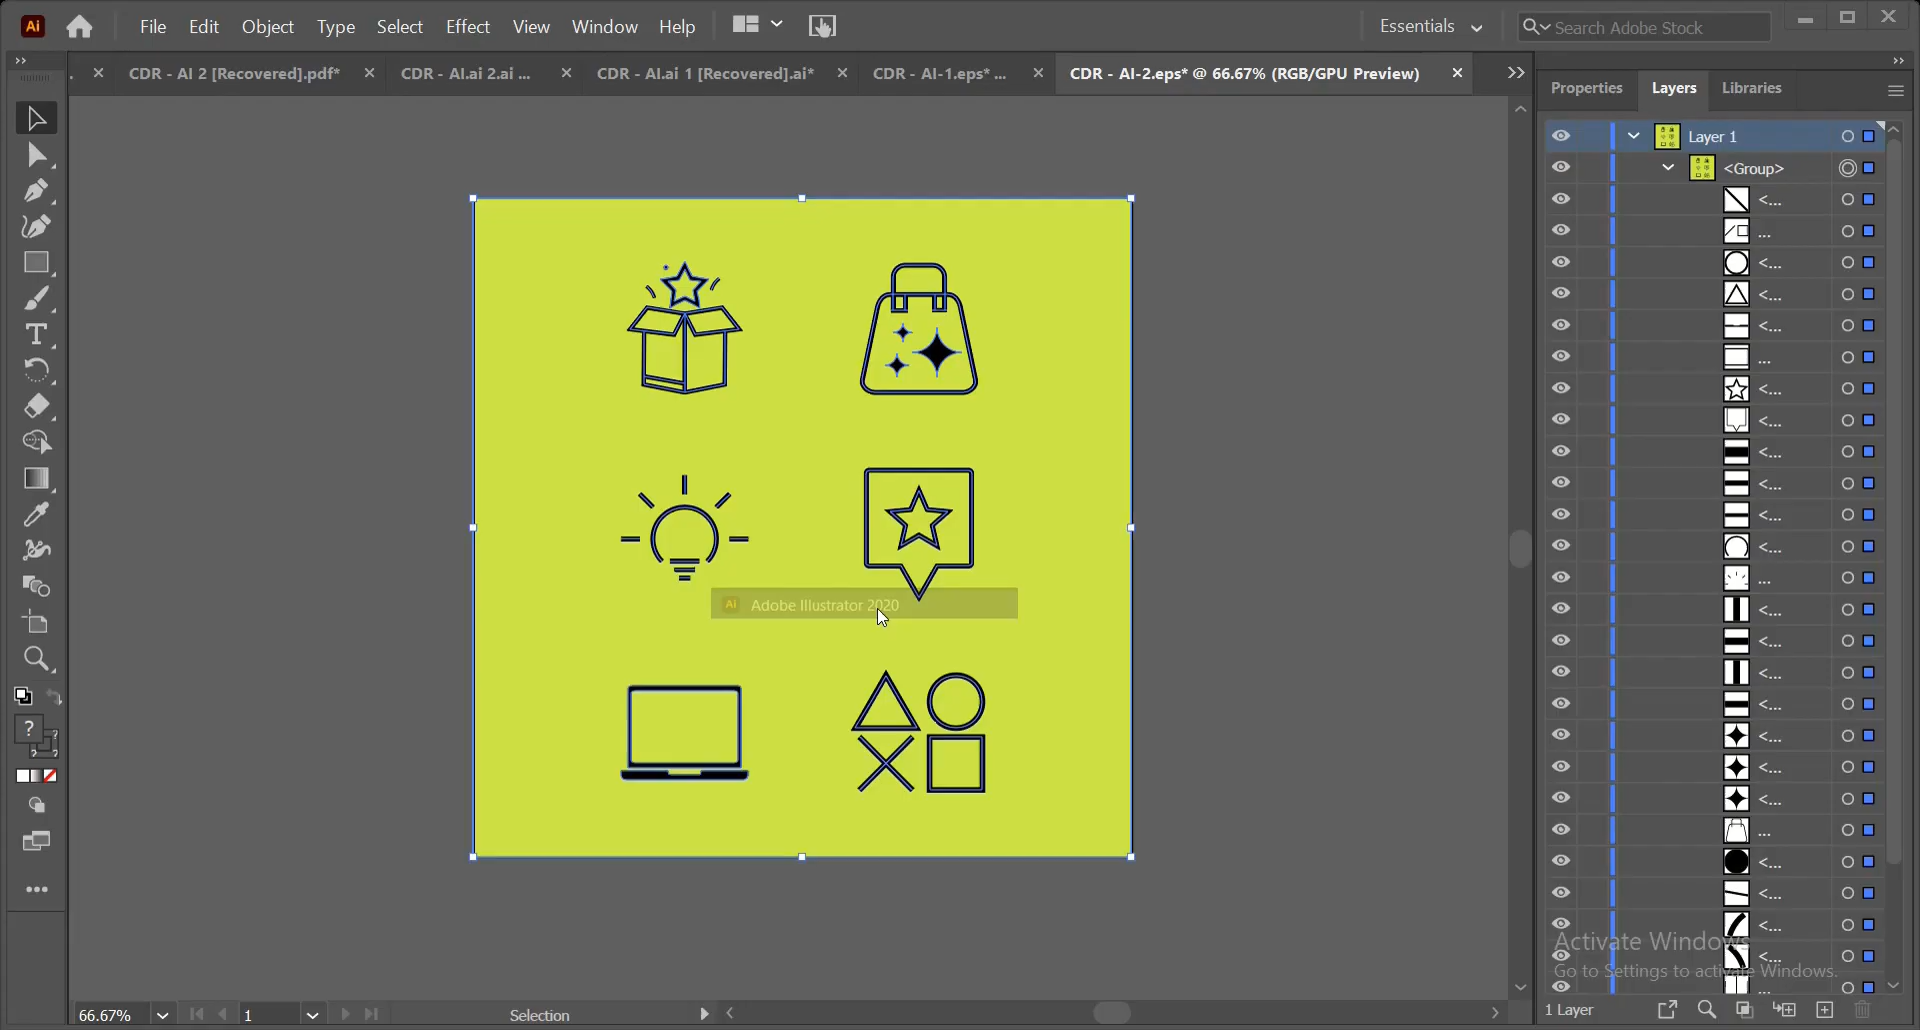 Ai File Edit Object Type Select Effect View Window Help Essentials Search Adobe Stock
. CDR - AI 2 [Recovered].pdf* CDR - AI.ai 2.ai ... CDR - AI.ai 1 [Recovered].ai* CDR - AI-1.eps* ... CDR - AI-2.eps* @ 66.67% (RGB/GPU Preview)
Properties Layers Libraries
Layer 1
<Group>
<...
...
<...
<...
<...
...
<...
<...
<...
<...
<...
<...
...
<...
<...
<...
<...
<...
<...
<...
...
<...
<...
<...
<...
...
T
?
? ?
Ai Adobe Illustrator 2020
Activate Windows
Go to Settings to activate Windows.
66.67% 1 Selection
1 Layer